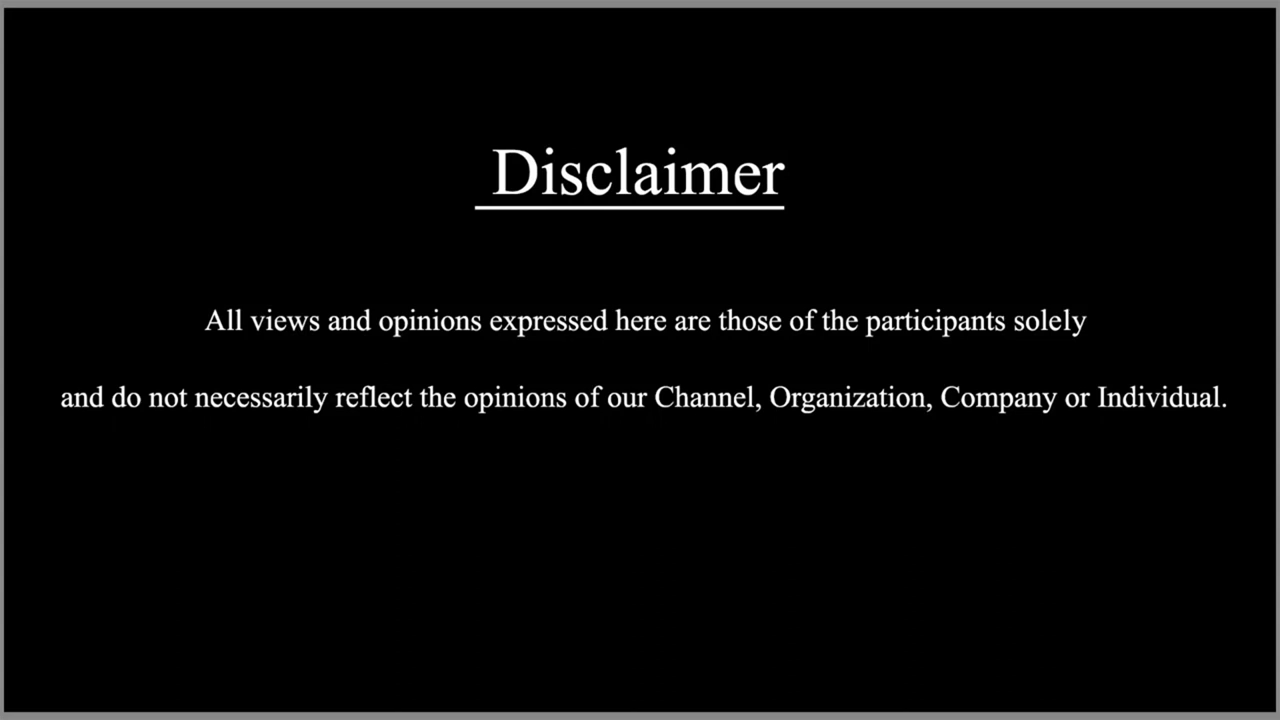 Disclaimer
All views and opinions expressed here are those of the participants solely
and do not necessarily reflect the opinions of our Channel, Organization, Company or Individual.